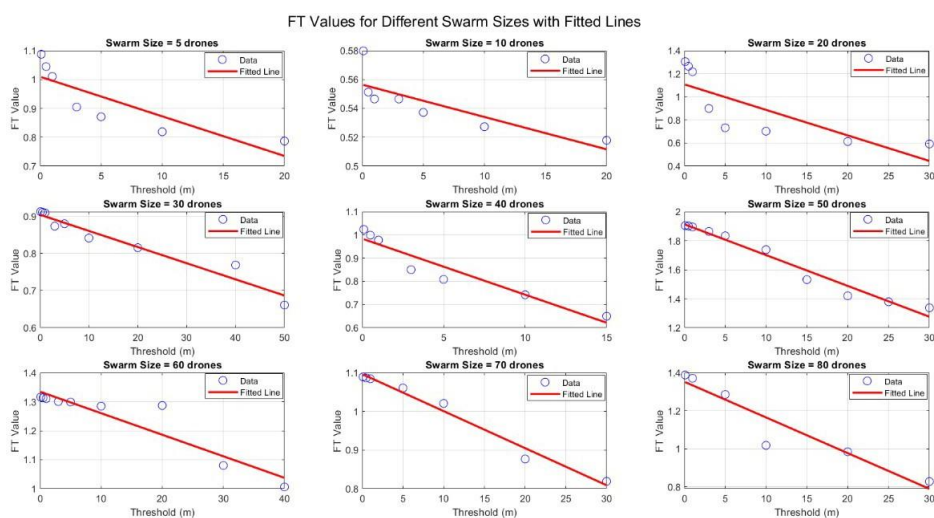 FT Values for Different Swarm Sizes with Fitted Lines
Swarm Size = 5 drones
Data
Fitted Line
FT Value
1.1
1
0.9
0.8
0.7
0 5 10 15 20
Threshold (m)
Swarm Size = 10 drones
Data
Fitted Line
FT Value
0.58
0.56
0.54
0.52
0.5
0 5 10 15 20
Threshold (m)
Swarm Size = 20 drones
Data
Fitted Line
FT Value
1.4
1.2
1
0.8
0.6
0.4
0 5 10 15 20 25 30
Threshold (m)
Swarm Size = 30 drones
Data
Fitted Line
FT Value
0.9
0.8
0.7
0.6
0 10 20 30 40 50
Threshold (m)
Swarm Size = 40 drones
Data
Fitted Line
FT Value
1.1
1
0.9
0.8
0.7
0.6
0 5 10 15
Threshold (m)
Swarm Size = 50 drones
Data
Fitted Line
FT Value
2
1.8
1.6
1.4
1.2
0 5 10 15 20 25 30
Threshold (m)
Swarm Size = 60 drones
Data
Fitted Line
FT Value
1.4
1.3
1.2
1.1
1
0 10 20 30 40
Threshold (m)
Swarm Size = 70 drones
Data
Fitted Line
FT Value
1.1
1
0.9
0.8
0 5 10 15 20 25 30
Threshold (m)
Swarm Size = 80 drones
Data
Fitted Line
FT Value
1.4
1.2
1
0.8
0 5 10 15 20 25 30
Threshold (m)